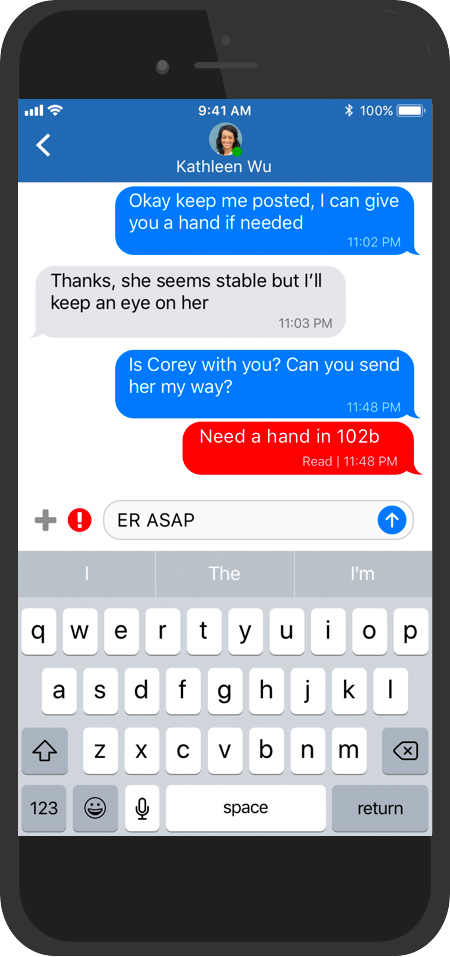 9:41 AM 100%
Kathleen Wu
Okay keep me posted, I can give
you a hand if needed
11:02 PM
Thanks, she seems stable but I'll
keep an eye on her
11:03 PM
Is Corey with you? Can you send
her my way?
11:48 PM
Need a hand in 102b
Read | 11:48 PM
ER ASAP
I The I'm
q w e r t y u i o p
a s d f g h j k l
z x c v b n m
123 space return